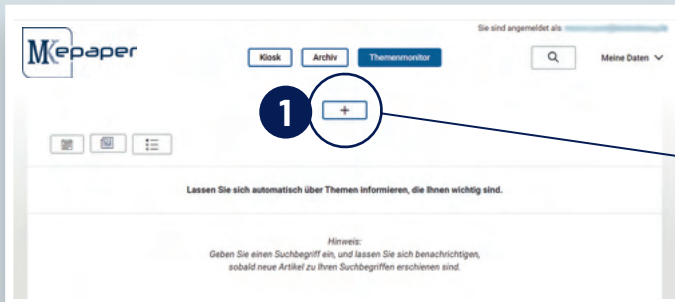 Sie sind angemeldet als
MKepaper
Kiosk Archiv Themenmonitor Meine Daten
1 +
Lassen Sie sich automatisch über Themen informieren, die Ihnen wichtig sind.
Hinweis:
Geben Sie einen Suchbegriff ein, und lassen Sie sich benachrichtigen,
sobald neue Artikel zu Ihren Suchbegriffen erschienen sind.